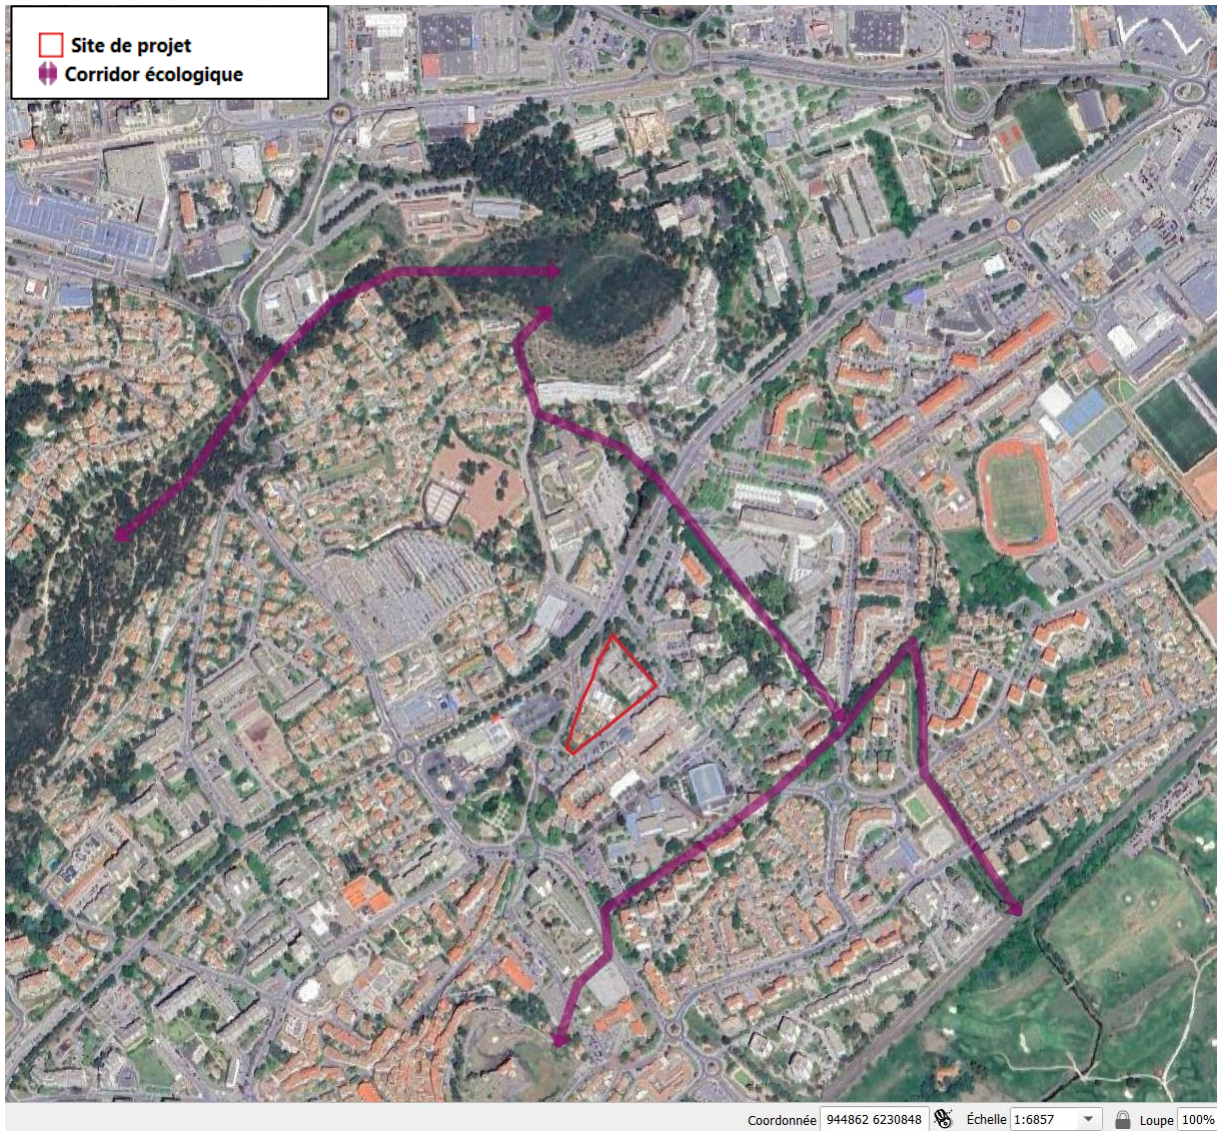 Site de projet
Corridor écologique
Coordonnée 944862 6230848 Échelle 1:6857 Loupe 100%